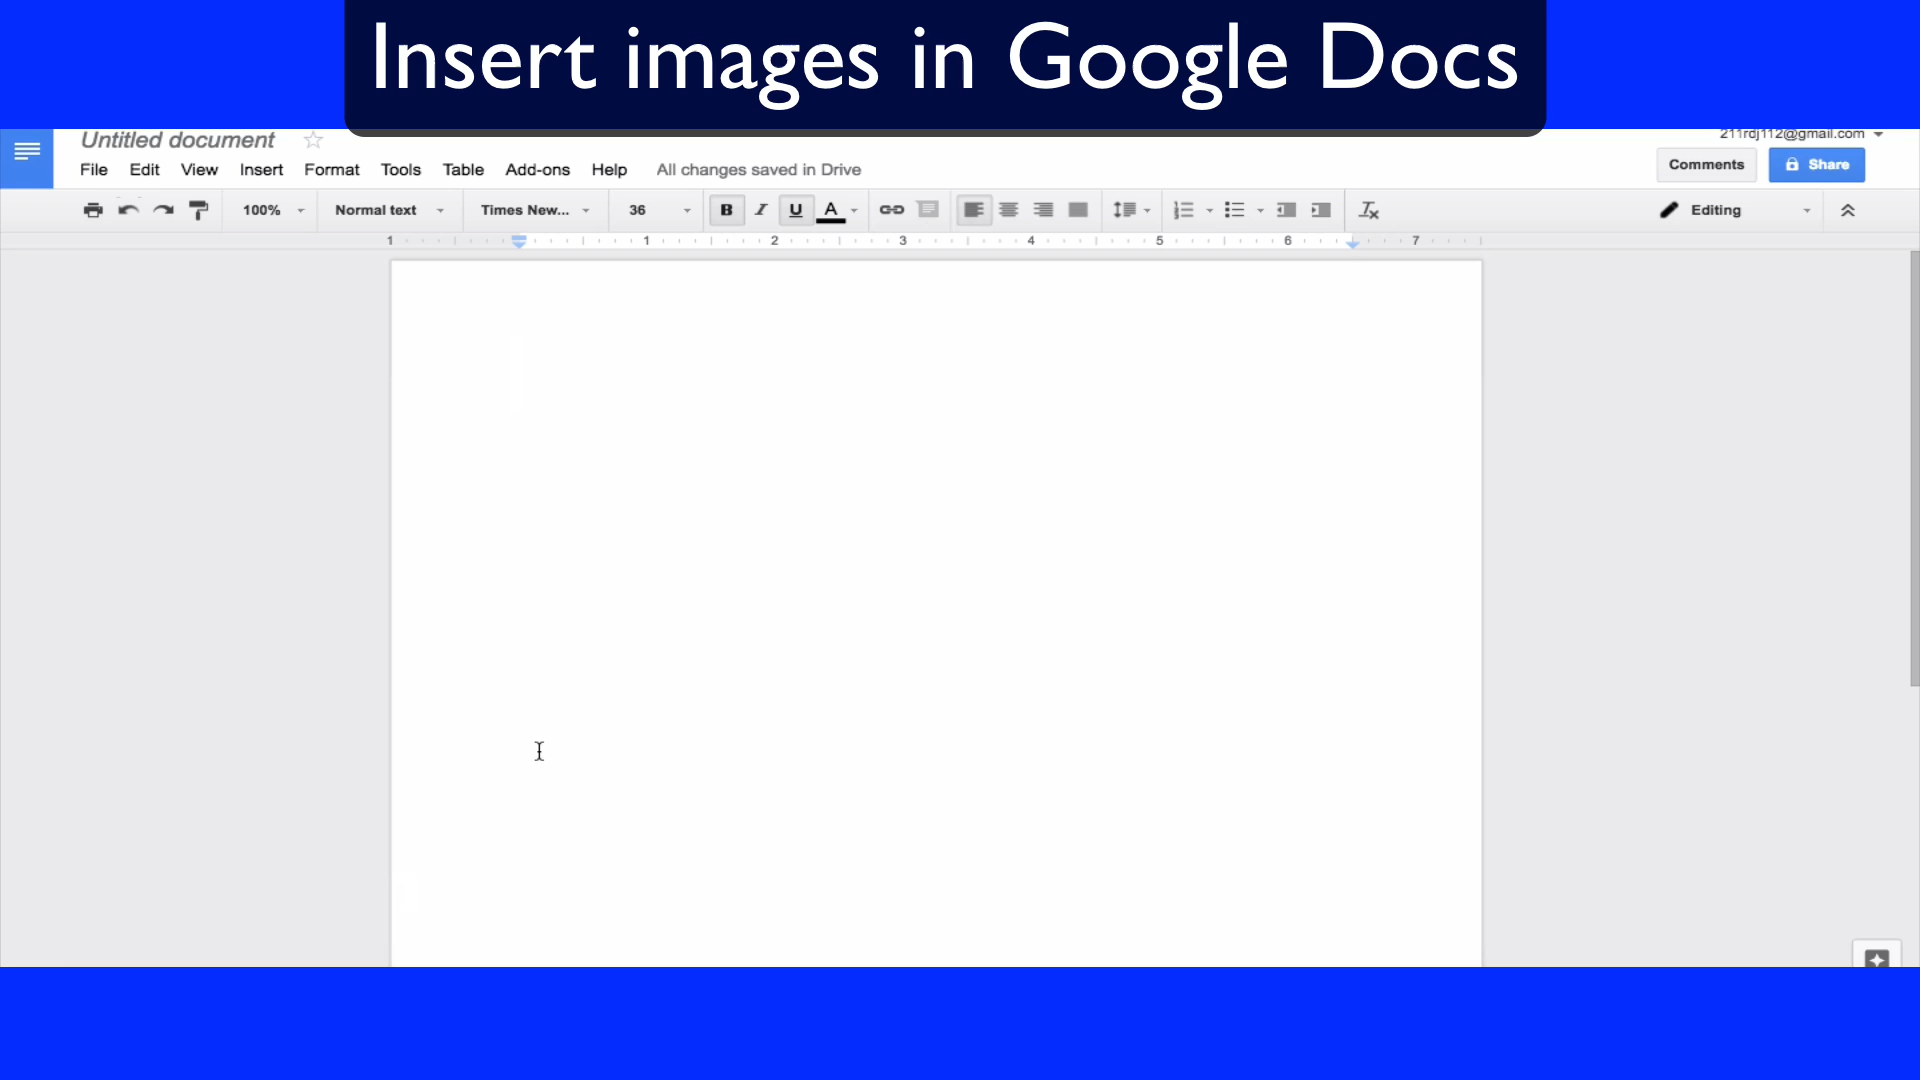 Insert images in Google Docs
Untitled document
211rdj112@gmail.com
File Edit View Insert Format Tools Table Add-ons Help All changes saved in Drive
Comments Share
100% Normal text Times New... 36 B I U A Editing
1 1 2 3 4 5 6 7